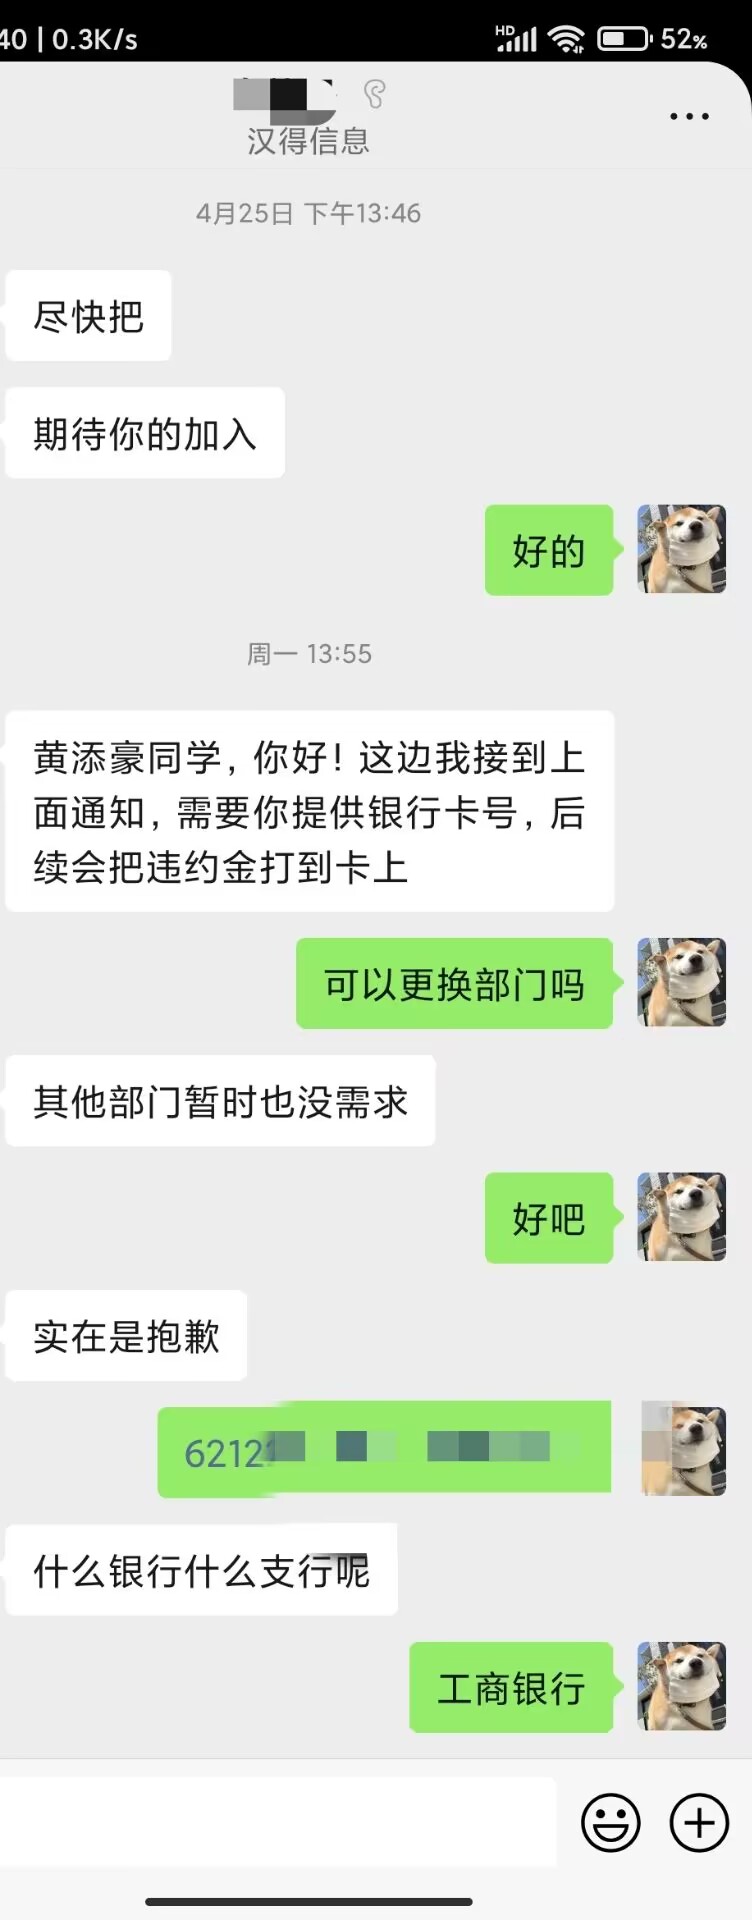 40 | 0.3K/s
HD
52%
汉得信息
4月25日 下午13:46
尽快把
期待你的加入
好的
周一 13:55
黄添豪同学，你好！这边我接到上
面通知，需要你提供银行卡号，后
续会把违约金打到卡上
可以更换部门吗
其他部门暂时也没需求
好吧
实在是抱歉
6212
什么银行什么支行呢
工商银行